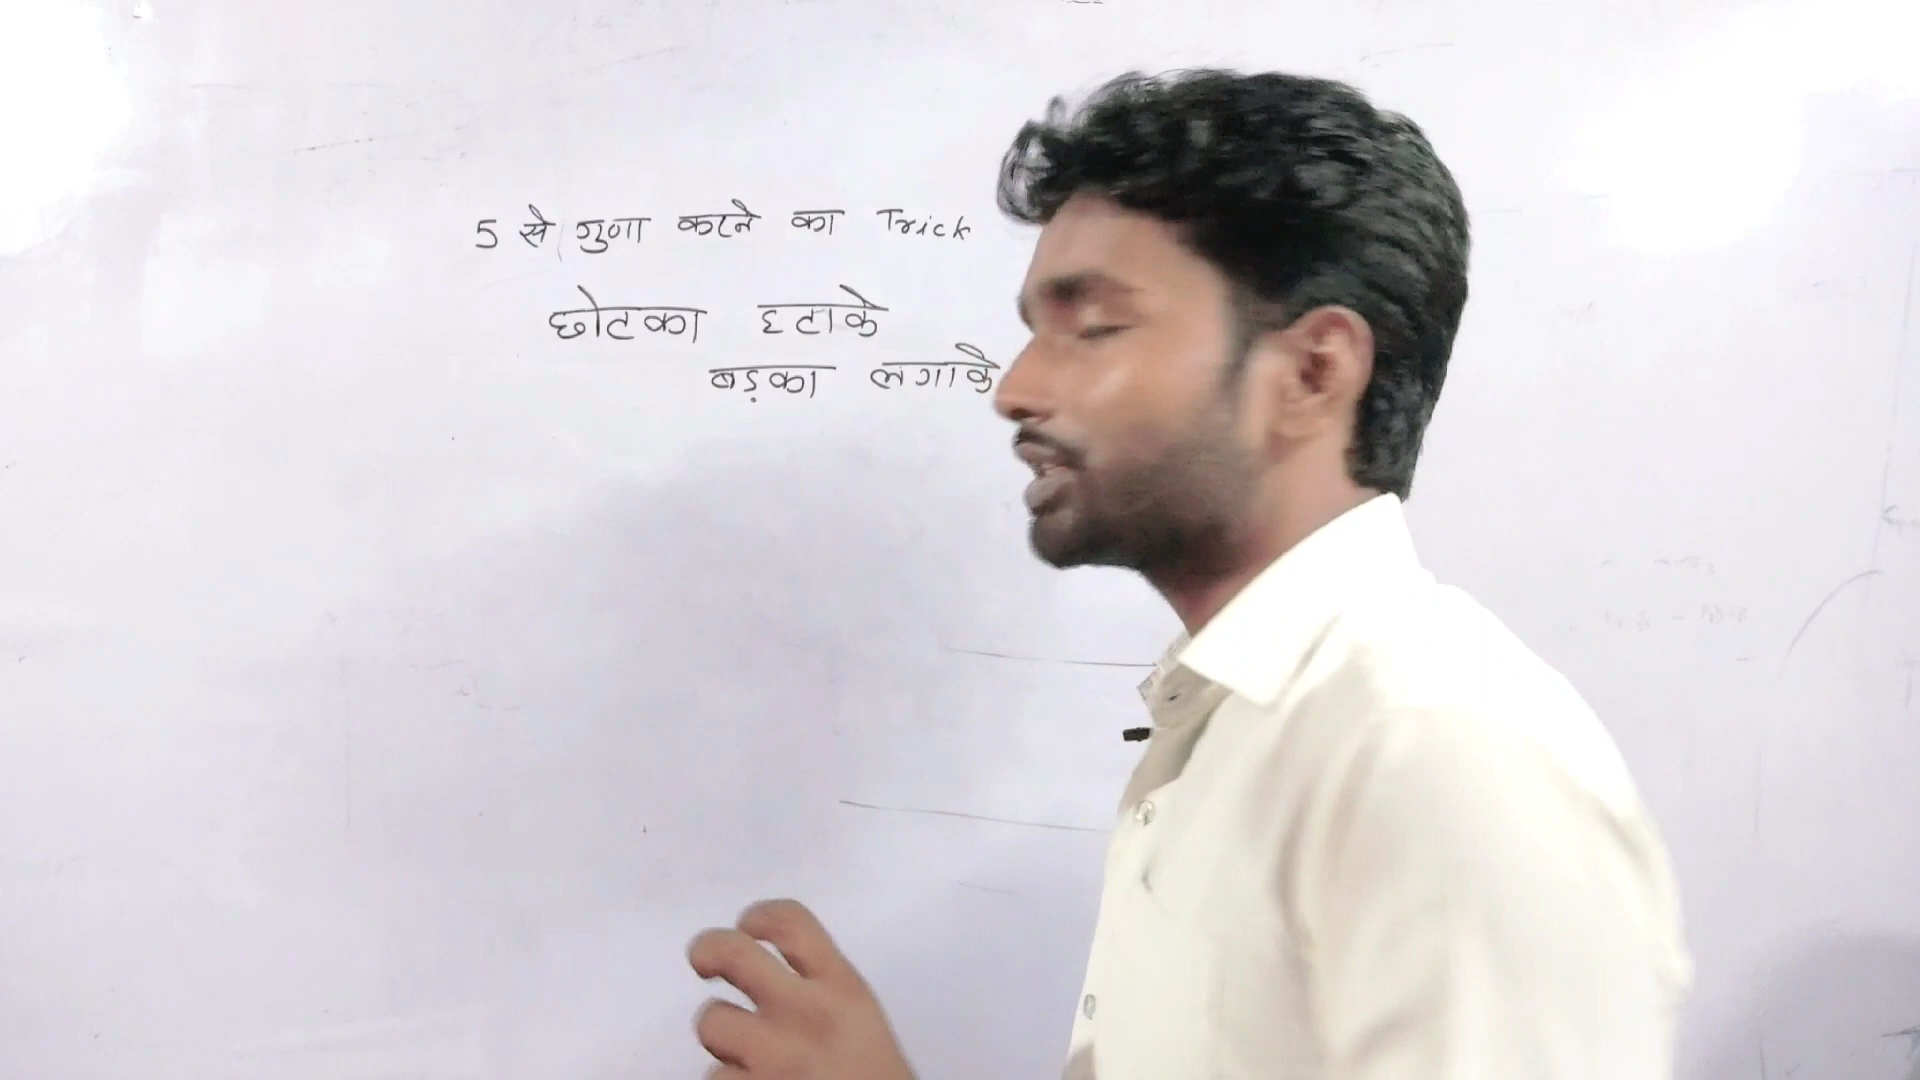 5 से गुणा करने का Trick
छोटका हटाके
बड़का लगाके